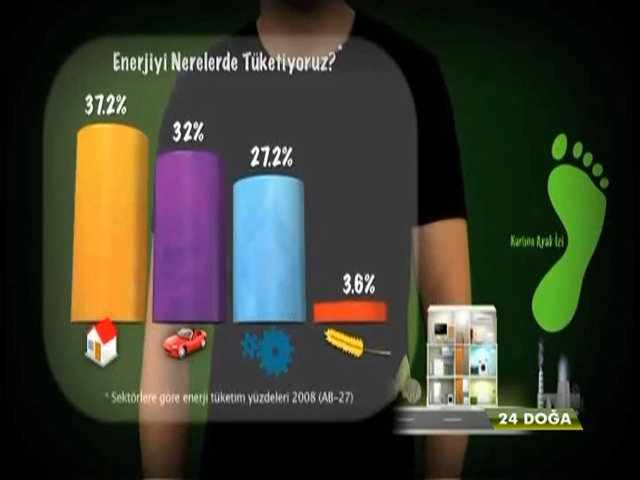 Enerjiyi Nerelerde Tüketiyoruz?*
37.2%
32%
27.2%
3.6%
Karbon Ayak İzi
* Sektörlere göre enerji tüketim yüzdeleri 2008 (AB-27)
24 DOĞA